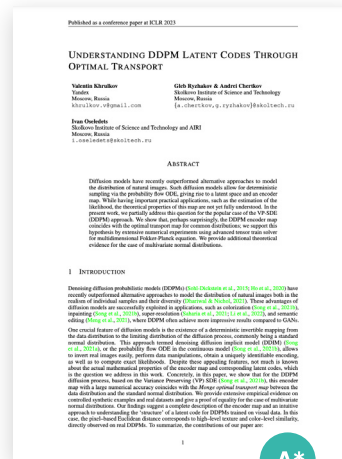 Published as a conference paper at ICLR 2023
UNDERSTANDING DDPM LATENT CODES THROUGH
OPTIMAL TRANSPORT
Valentin Khrulkov
Yandex
Moscow, Russia
khrulkov.v@gmail.com
Gleb Ryzhakov & Andrei Chertkov
Skolkovo Institute of Science and Technology
Moscow, Russia
{a.chertkov,g.ryzhakov}@skoltech.ru
Ivan Oseledets
Skolkovo Institute of Science and Technology and AIRI
Moscow, Russia
i.oseledets@skoltech.ru
ABSTRACT
Diffusion models have recently outperformed alternative approaches to model
the distribution of natural images. Such diffusion models allow for deterministic
sampling via the probability flow ODE, giving rise to a latent space and an encoder
map. While having important practical applications, such as the estimation of the
likelihood, the theoretical properties of this map are not yet fully understood. In the
present work, we partially address this question for the popular case of the VP-SDE
(DDPM) approach. We show that, perhaps surprisingly, the DDPM encoder map
coincides with the optimal transport map for common distributions; we support this
hypothesis by extensive numerical experiments using advanced tensor train solver
for multidimensional Fokker-Planck equation. We provide additional theoretical
evidence for the case of multivariate normal distributions.
1 INTRODUCTION
Denoising diffusion probabilistic models (DDPMs) (Sohl-Dickstein et al., 2015; Ho et al., 2020) have
recently outperformed alternative approaches to model the distribution of natural images both in the
realism of individual samples and their diversity (Dhariwal & Nichol, 2021). These advantages of
diffusion models are successfully exploited in applications, such as colorization (Song et al., 2021b),
inpainting (Song et al., 2021b), super-resolution (Saharia et al., 2021; Li et al., 2022), and semantic
editing (Meng et al., 2021), where DDPM often achieve more impressive results compared to GANs.
One crucial feature of diffusion models is the existence of a deterministic invertible mapping from
the data distribution to the limiting distribution of the diffusion process, commonly being a standard
normal distribution. This approach termed denoising diffusion implicit model (DDIM) (Song
et al., 2021a), or the probability flow ODE in the continuous model (Song et al., 2021b), allows
to invert real images easily, perform data manipulations, obtain a uniquely identifiable encoding,
as well as to compute exact likelihoods. Despite these appealing features, not much is known
about the actual mathematical properties of the encoder map and corresponding latent codes, which
is the question we address in this work. Concretely, in this paper, we show that for the DDPM
diffusion process, based on the Variance Preserving (VP) SDE (Song et al., 2021b), this encoder
map with a large numerical accuracy coincides with the Monge optimal transport map between the
data distribution and the standard normal distribution. We provide extensive empirical evidence on
controlled synthetic examples and real datasets and give a proof of equality for the case of multivariate
normal distributions. Our findings suggest a complete description of the encoder map and an intuitive
approach to understanding the 'structure' of a latent code for DDPMs trained on visual data. In this
case, the pixel-based Euclidean distance corresponds to high-level texture and color-level similarity,
directly observed on real DDPMs. To summarize, the contributions of our paper are:
1
A*